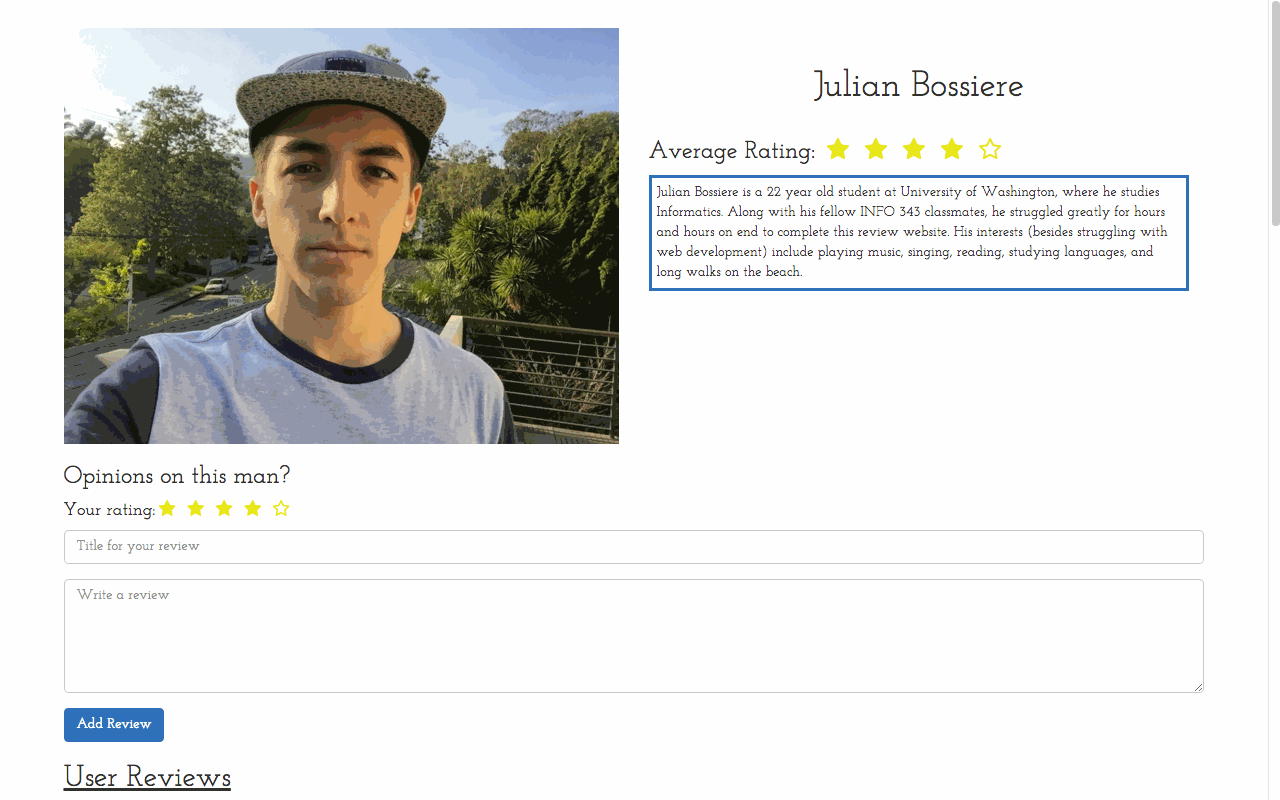 Julian Bossiere
Average Rating:
Julian Bossiere is a 22 year old student at University of Washington, where he studies
Informatics. Along with his fellow INFO 343 classmates, he struggled greatly for hours
and hours on end to complete this review website. His interests (besides struggling with
web development) include playing music, singing, reading, studying languages, and
long walks on the beach.
Opinions on this man?
Your rating:
Title for your review
Write a review
Add Review
User Reviews